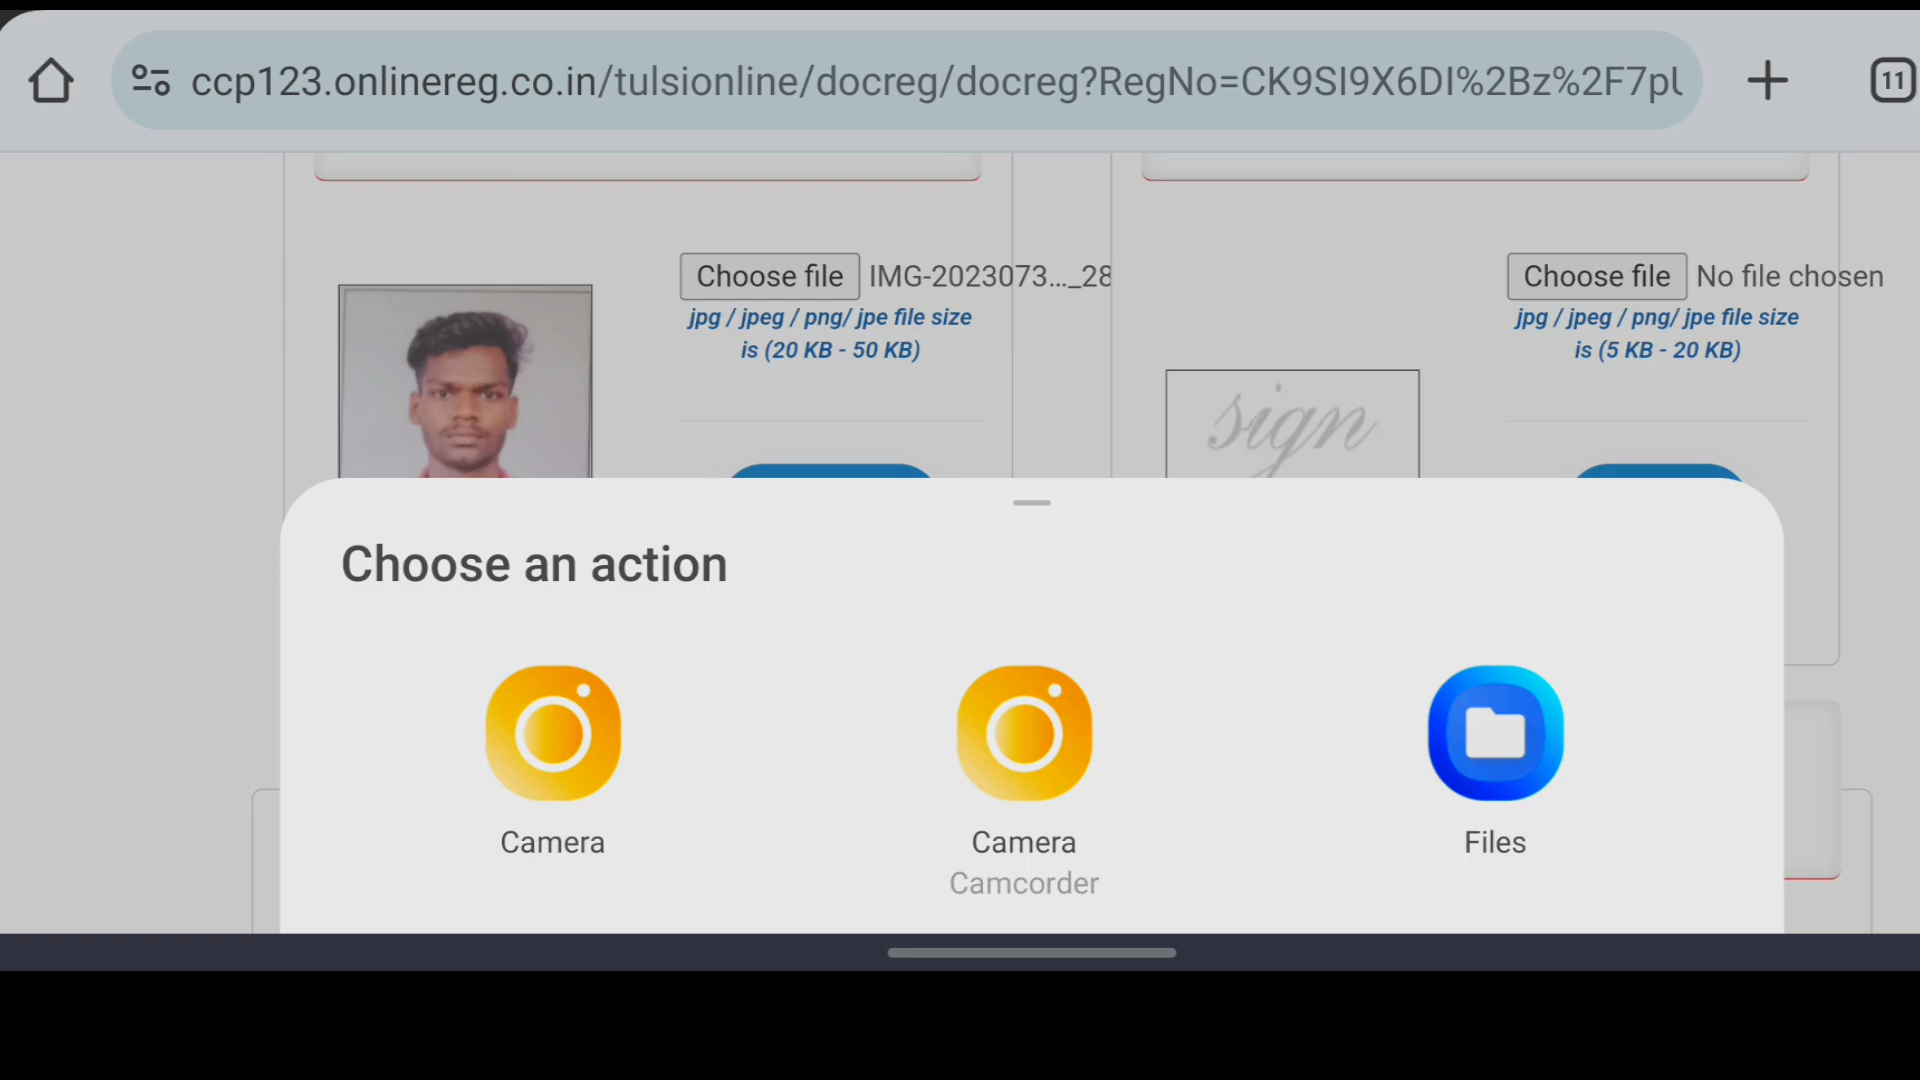 ccp123.onlinereg.co.in/tulsionline/docreg/docreg?RegNo=CK9SI9X6DI%2Bz%2F7pU
11
Choose file IMG-2023073..._28
jpg / jpeg / png/ jpe file size
is (20 KB - 50 KB)
Choose file No file chosen
jpg / jpeg / png/ jpe file size
is (5 KB - 20 KB)
sign
Choose an action
Camera
Camera
Camcorder
Files